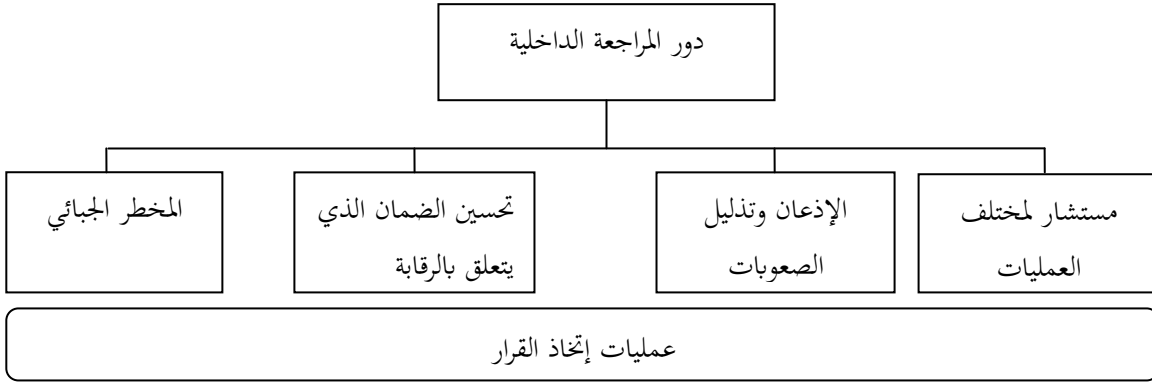 دور المراجعة الداخلية
مستشار لمختلف
العمليات
الإذعان وتذليل
الصعوبات
تحسين الضمان الذي
يتعلق بالرقابة
المخطر الجبائي
عمليات إتخاذ القرار